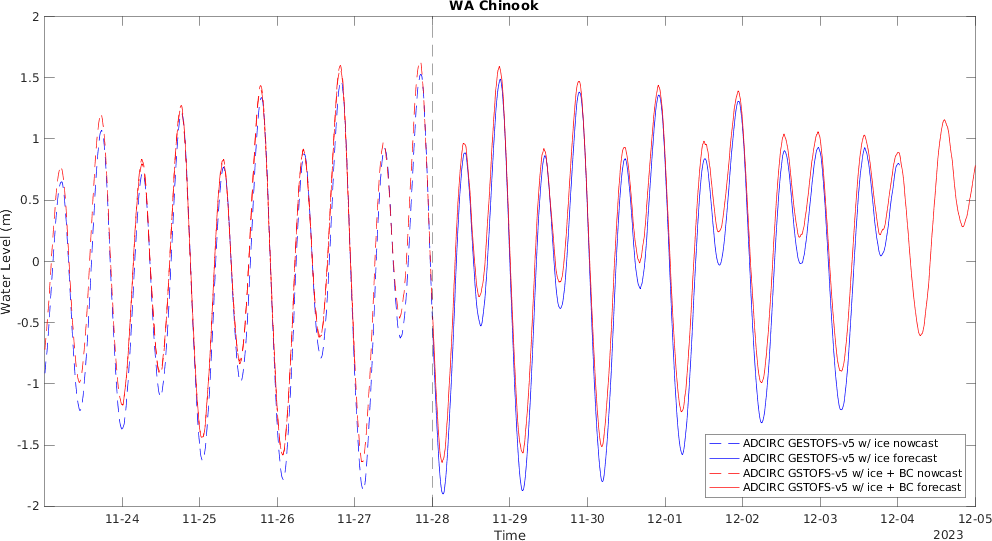 WA Chinook
2
1.5
1
0.5
0
-0.5
-1
-1.5
-2
Water Level (m)
11-24 11-25 11-26 11-27 11-28 11-29 11-30 12-01 12-02 12-03 12-04 12-05
Time
2023
ADCIRC GESTOFS-v5 w/ ice nowcast
ADCIRC GESTOFS-v5 w/ ice forecast
ADCIRC GSTOFS-v5 w/ ice + BC nowcast
ADCIRC GSTOFS-v5 w/ ice + BC forecast